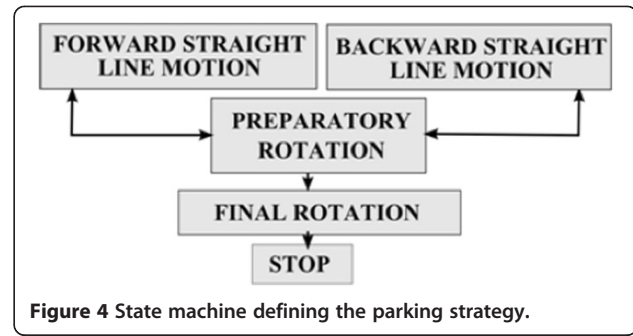 FORWARD STRAIGHT
LINE MOTION
BACKWARD STRAIGHT
LINE MOTION
PREPARATORY
ROTATION
FINAL ROTATION
STOP
Figure 4 State machine defining the parking strategy.